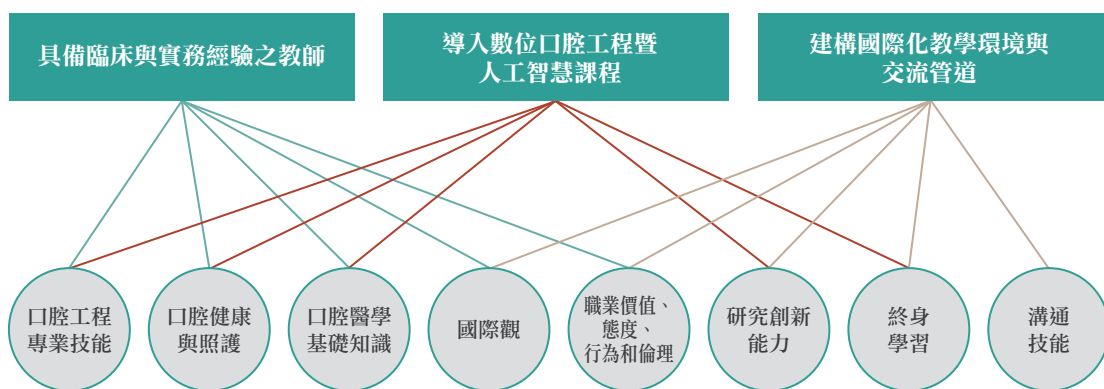 具備臨床與實務經驗之教師
導入數位口腔工程暨
人工智慧課程
建構國際化教學環境與
交流管道
口腔工程
專業技能
口腔健康
與照護
口腔醫學
基礎知識
國際觀
職業價值、
態度、
行為和倫理
研究創新
能力
終身
學習
溝通
技能